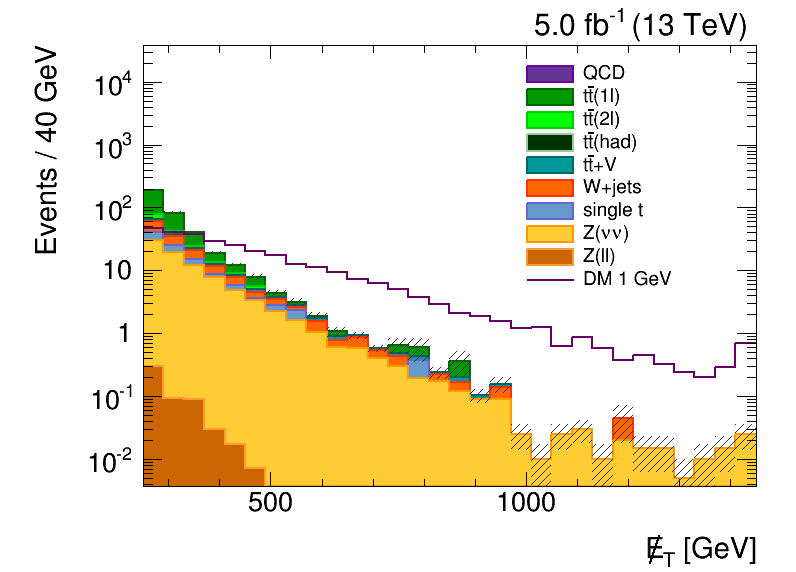 5.0 fb⁻¹ (13 TeV)
Events / 40 GeV
10⁴
10³
10²
10
1
10⁻¹
10⁻²
QCD
tt̄(1l)
tt̄(2l)
tt̄(had)
tt̄+V
W+jets
single t
Z(νν)
Z(ll)
DM 1 GeV
500
1000
E̸_T [GeV]